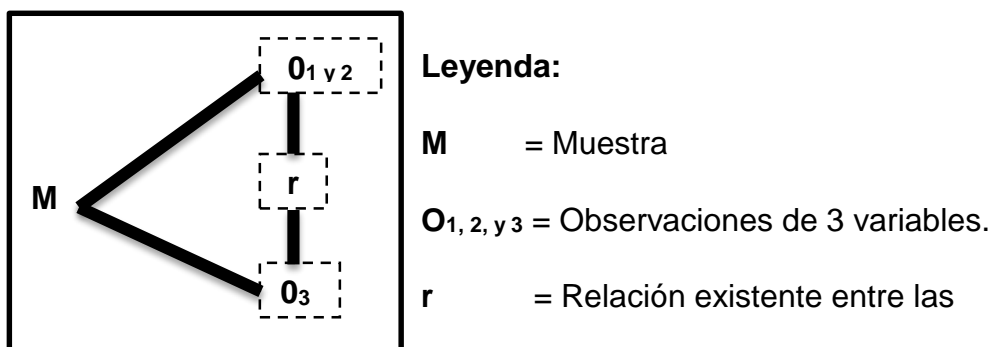 01 y 2
Leyenda:
M = Muestra
r
M
O1, 2, y 3 = Observaciones de 3 variables.
03
r = Relación existente entre las